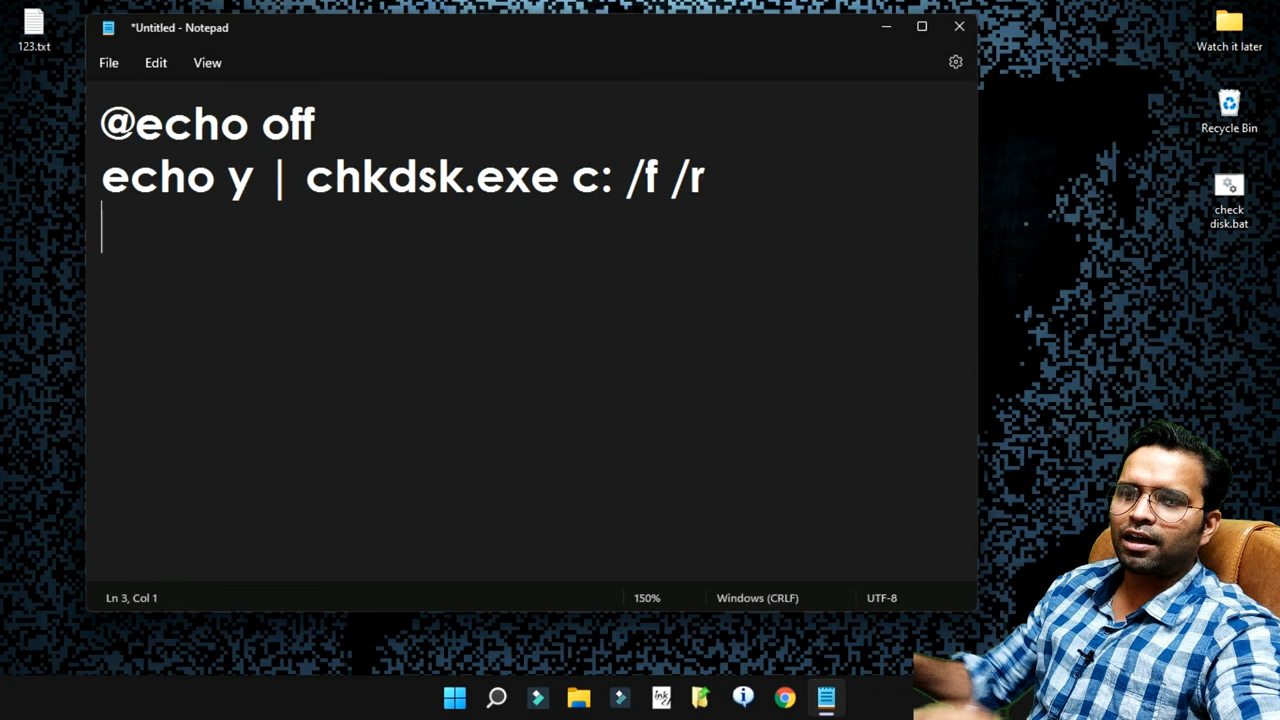 123.txt
*Untitled - Notepad
File Edit View
@echo off
echo y | chkdsk.exe c: /f /r
Ln 3, Col 1
150%
Windows (CRLF)
UTF-8
Watch it later
Recycle Bin
check
disk.bat
ink